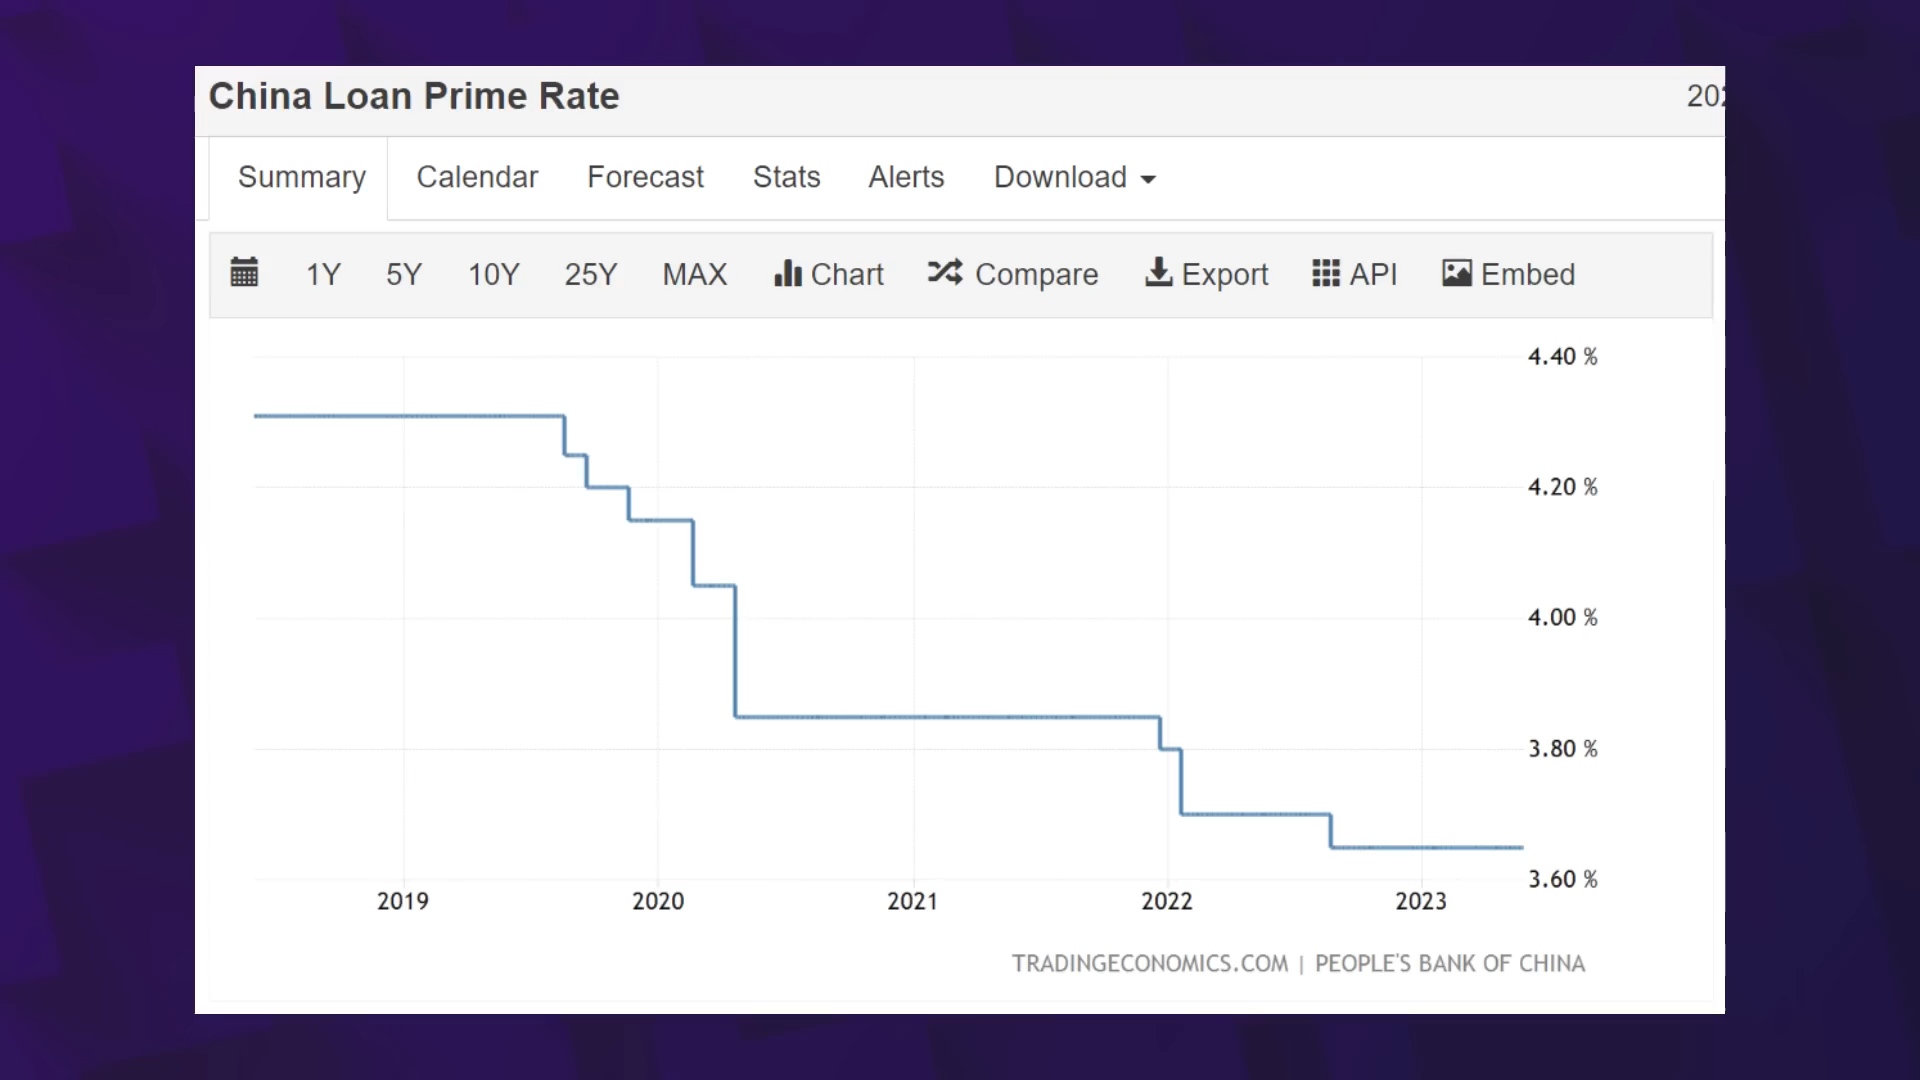 China Loan Prime Rate
Summary Calendar Forecast Stats Alerts Download
1Y 5Y 10Y 25Y MAX Chart Compare Export API Embed
4.40 %
4.20 %
4.00 %
3.80 %
3.60 %
2019 2020 2021 2022 2023
TRADINGECONOMICS.COM | PEOPLE'S BANK OF CHINA